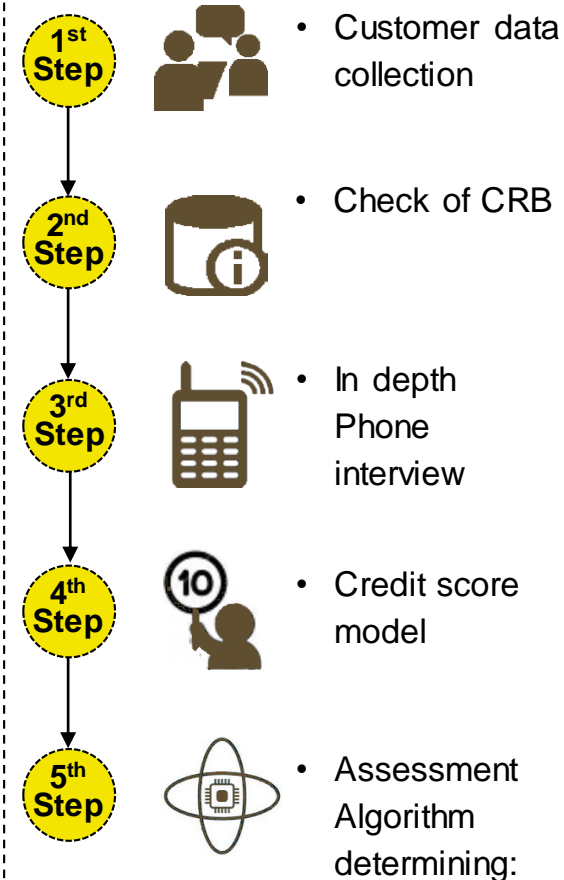 1st
Step
• Customer data
collection
2nd
Step
• Check of CRB
i
3rd
Step
• In depth
Phone
interview
4th
Step
10
• Credit score
model
5th
Step
• Assessment
Algorithm
determining: